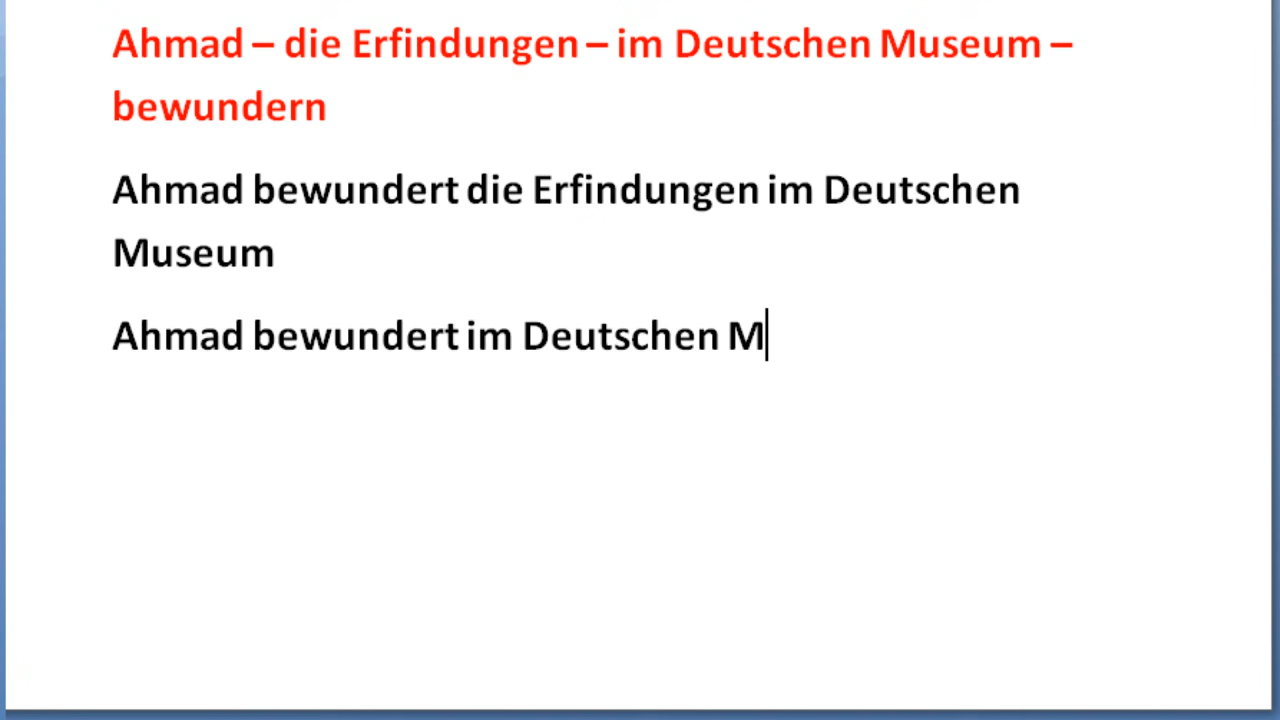 Ahmad – die Erfindungen – im Deutschen Museum –
bewundern
Ahmad bewundert die Erfindungen im Deutschen
Museum
Ahmad bewundert im Deutschen M